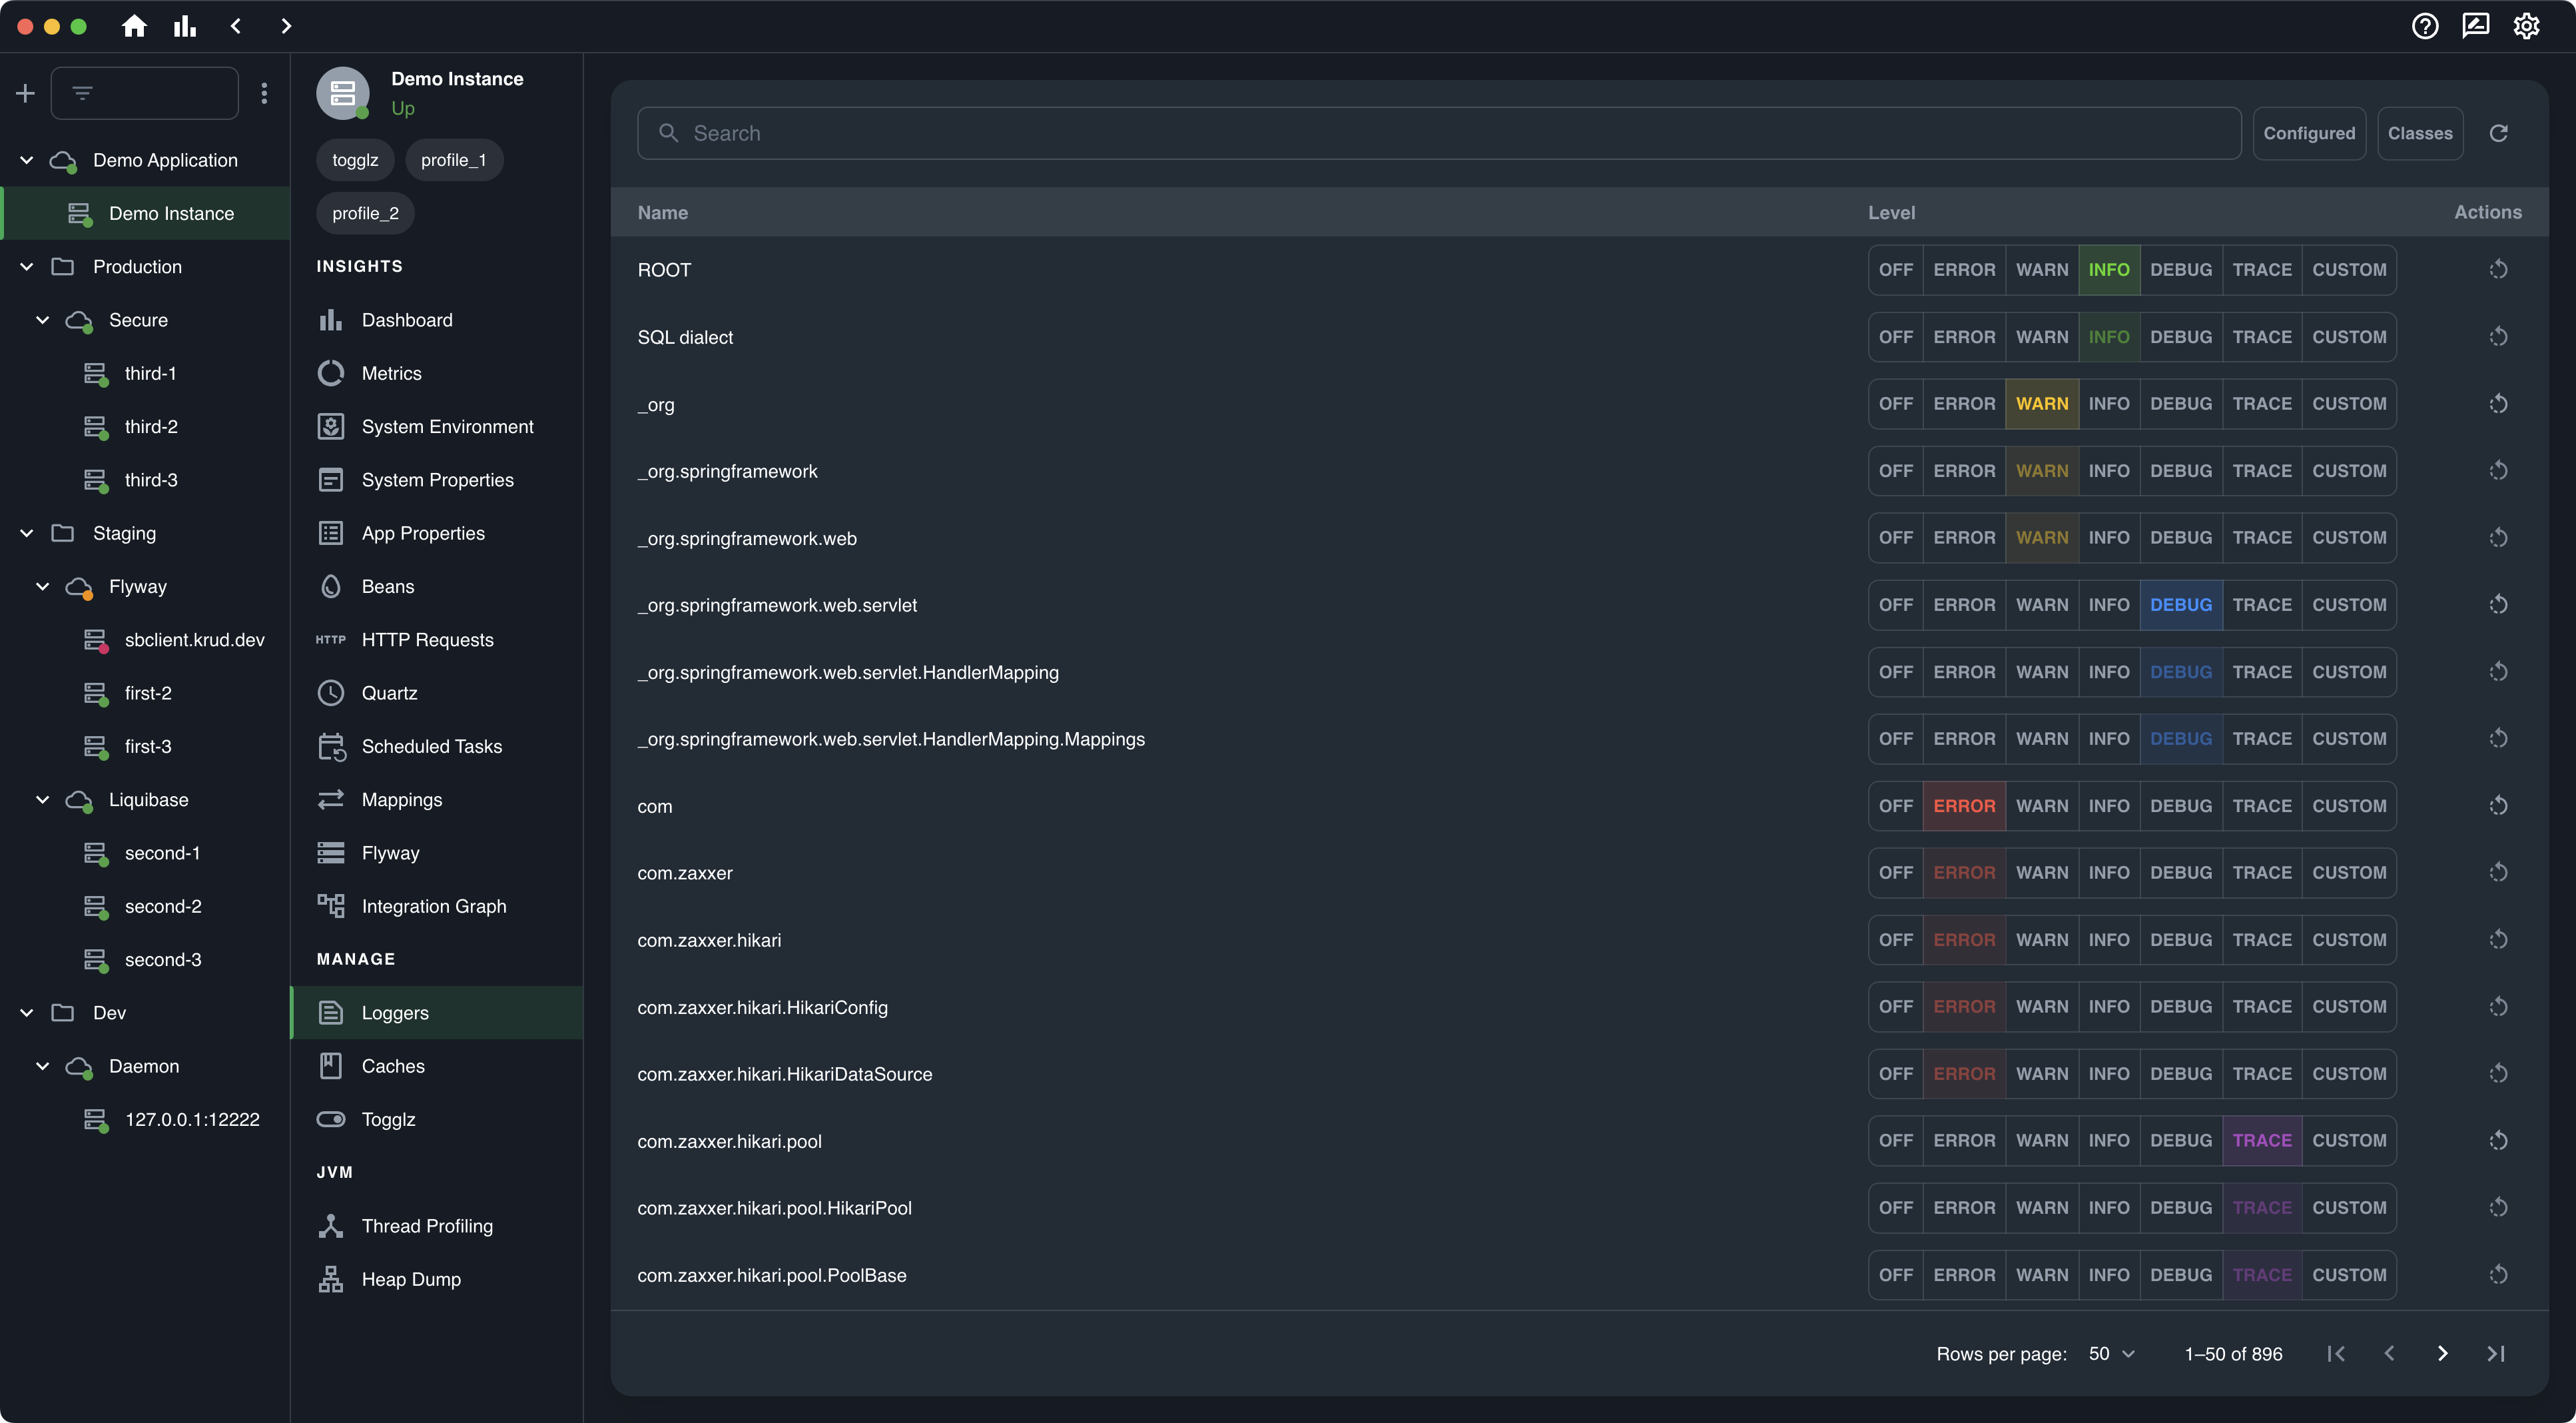 Demo Application
Demo Instance
Production
Secure
third-1
third-2
third-3
Staging
Flyway
sbclient.krud.dev
first-2
first-3
Liquibase
second-1
second-2
second-3
Dev
Daemon
127.0.0.1:12222
Demo Instance
Up
togglz profile_1
profile_2
INSIGHTS
Dashboard
Metrics
System Environment
System Properties
App Properties
Beans
HTTP HTTP Requests
Quartz
Scheduled Tasks
Mappings
Flyway
Integration Graph
MANAGE
Loggers
Caches
Togglz
JVM
Thread Profiling
Heap Dump
Search Configured Classes
Name Level Actions
ROOT OFF ERROR WARN INFO DEBUG TRACE CUSTOM
SQL dialect OFF ERROR WARN INFO DEBUG TRACE CUSTOM
_org OFF ERROR WARN INFO DEBUG TRACE CUSTOM
_org.springframework OFF ERROR WARN INFO DEBUG TRACE CUSTOM
_org.springframework.web OFF ERROR WARN INFO DEBUG TRACE CUSTOM
_org.springframework.web.servlet OFF ERROR WARN INFO DEBUG TRACE CUSTOM
_org.springframework.web.servlet.HandlerMapping OFF ERROR WARN INFO DEBUG TRACE CUSTOM
_org.springframework.web.servlet.HandlerMapping.Mappings OFF ERROR WARN INFO DEBUG TRACE CUSTOM
com OFF ERROR WARN INFO DEBUG TRACE CUSTOM
com.zaxxer OFF ERROR WARN INFO DEBUG TRACE CUSTOM
com.zaxxer.hikari OFF ERROR WARN INFO DEBUG TRACE CUSTOM
com.zaxxer.hikari.HikariConfig OFF ERROR WARN INFO DEBUG TRACE CUSTOM
com.zaxxer.hikari.HikariDataSource OFF ERROR WARN INFO DEBUG TRACE CUSTOM
com.zaxxer.hikari.pool OFF ERROR WARN INFO DEBUG TRACE CUSTOM
com.zaxxer.hikari.pool.HikariPool OFF ERROR WARN INFO DEBUG TRACE CUSTOM
com.zaxxer.hikari.pool.PoolBase OFF ERROR WARN INFO DEBUG TRACE CUSTOM
Rows per page: 50 1–50 of 896